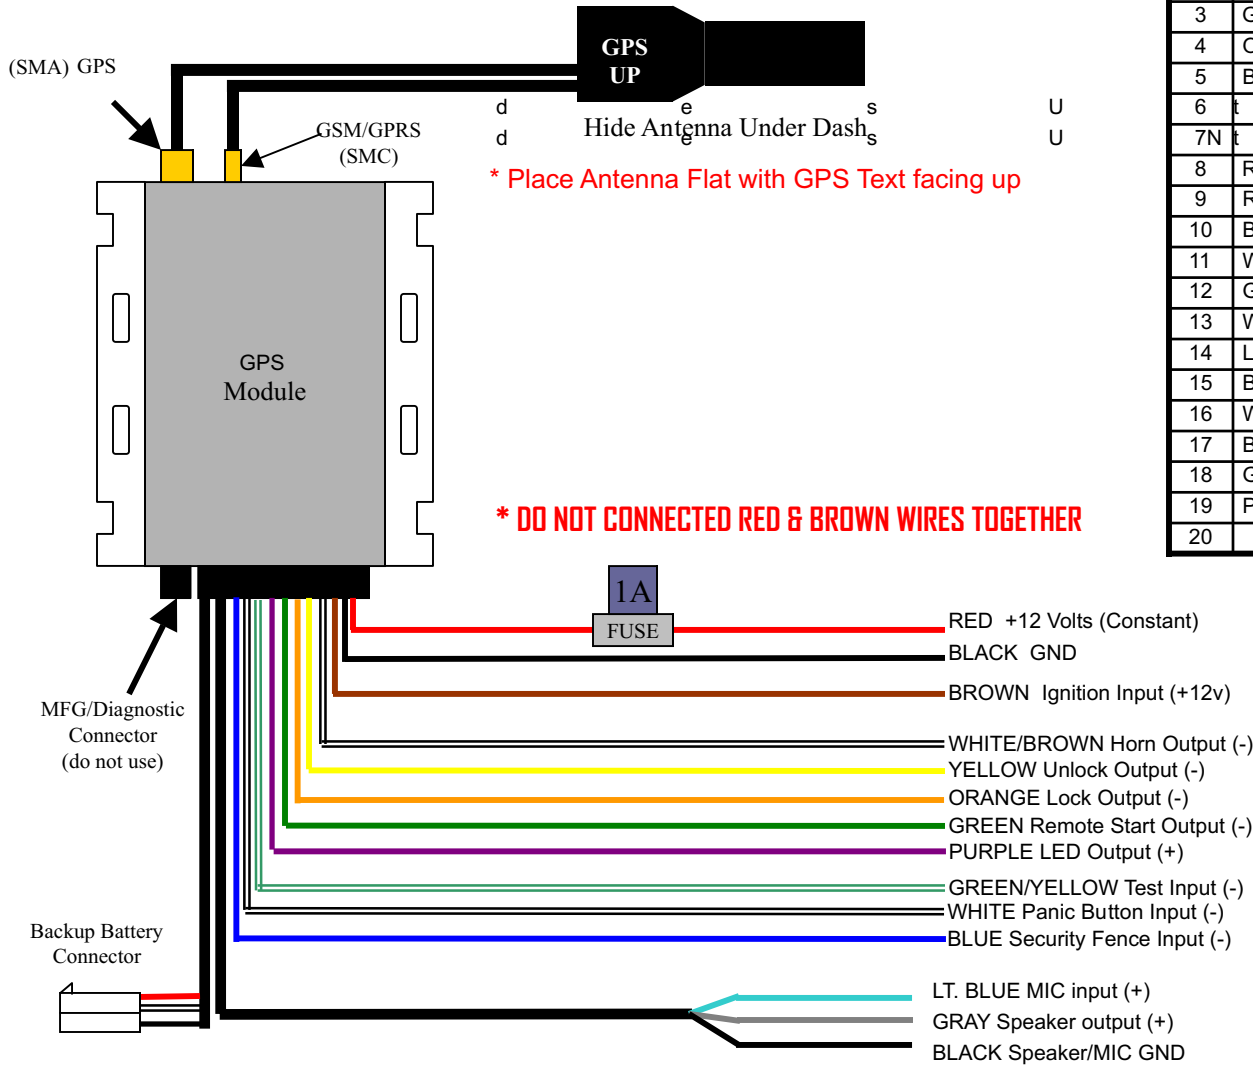 GPS
UP
(SMA) GPS
GSM/GPRS
(SMC)
d e s U
d e s U
Hide Antenna Under Dash
* Place Antenna Flat with GPS Text facing up
3 G
4 O
5 B
6 t
7N t
8 R
9 R
10 B
11 W
12 G
13 W
14 L
15 B
16 W
17 B
18 G
19 P
20
GPS
Module
* DO NOT CONNECTED RED & BROWN WIRES TOGETHER
1A
FUSE
RED +12 Volts (Constant)
BLACK GND
BROWN Ignition Input (+12v)
WHITE/BROWN Horn Output (-)
YELLOW Unlock Output (-)
ORANGE Lock Output (-)
GREEN Remote Start Output (-)
PURPLE LED Output (+)
GREEN/YELLOW Test Input (-)
WHITE Panic Button Input (-)
BLUE Security Fence Input (-)
MFG/Diagnostic
Connector
(do not use)
Backup Battery
Connector
LT. BLUE MIC input (+)
GRAY Speaker output (+)
BLACK Speaker/MIC GND